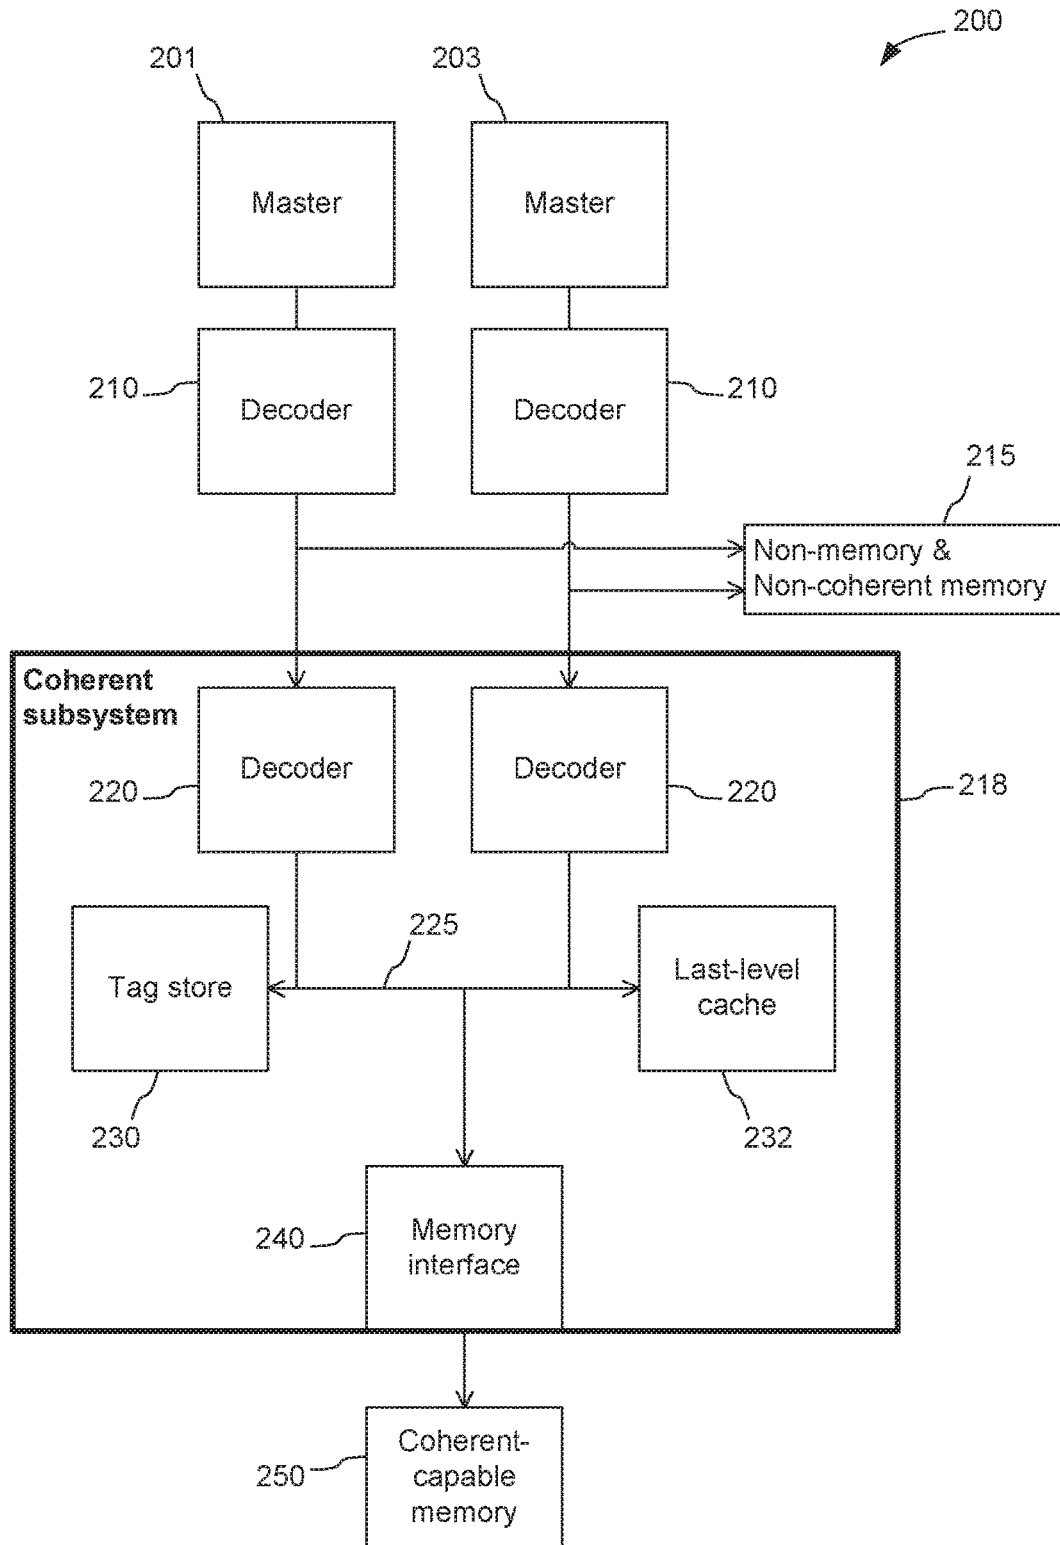 200
201
203
Master
Master
210
Decoder
Decoder
210
215
Non-memory &
Non-coherent memory
Coherent
subsystem
Decoder
Decoder
220
220
218
225
Tag store
Last-level
cache
230
232
240
Memory
interface
250
Coherent-
capable
memory